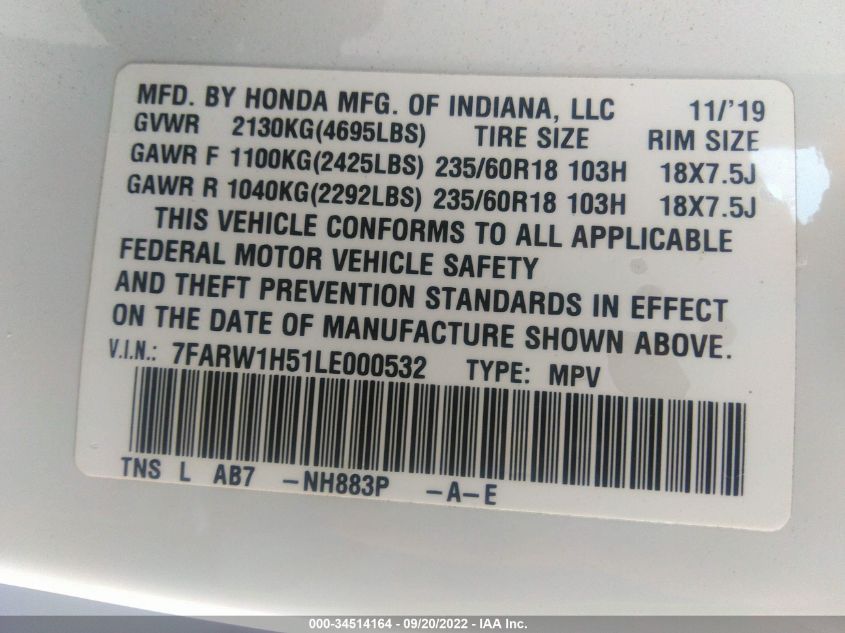 MFD. BY HONDA MFG. OF INDIANA, LLC 11/'19
GVWR 2130KG(4695LBS) TIRE SIZE RIM SIZE
GAWR F 1100KG(2425LBS) 235/60R18 103H 18X7.5J
GAWR R 1040KG(2292LBS) 235/60R18 103H 18X7.5J
THIS VEHICLE CONFORMS TO ALL APPLICABLE
FEDERAL MOTOR VEHICLE SAFETY
AND THEFT PREVENTION STANDARDS IN EFFECT
ON THE DATE OF MANUFACTURE SHOWN ABOVE.
V.I.N.: 7FARW1H51LE000532 TYPE: MPV
TNS L AB7 -NH883P -A-E
000-34514164 - 09/20/2022 - IAA Inc.